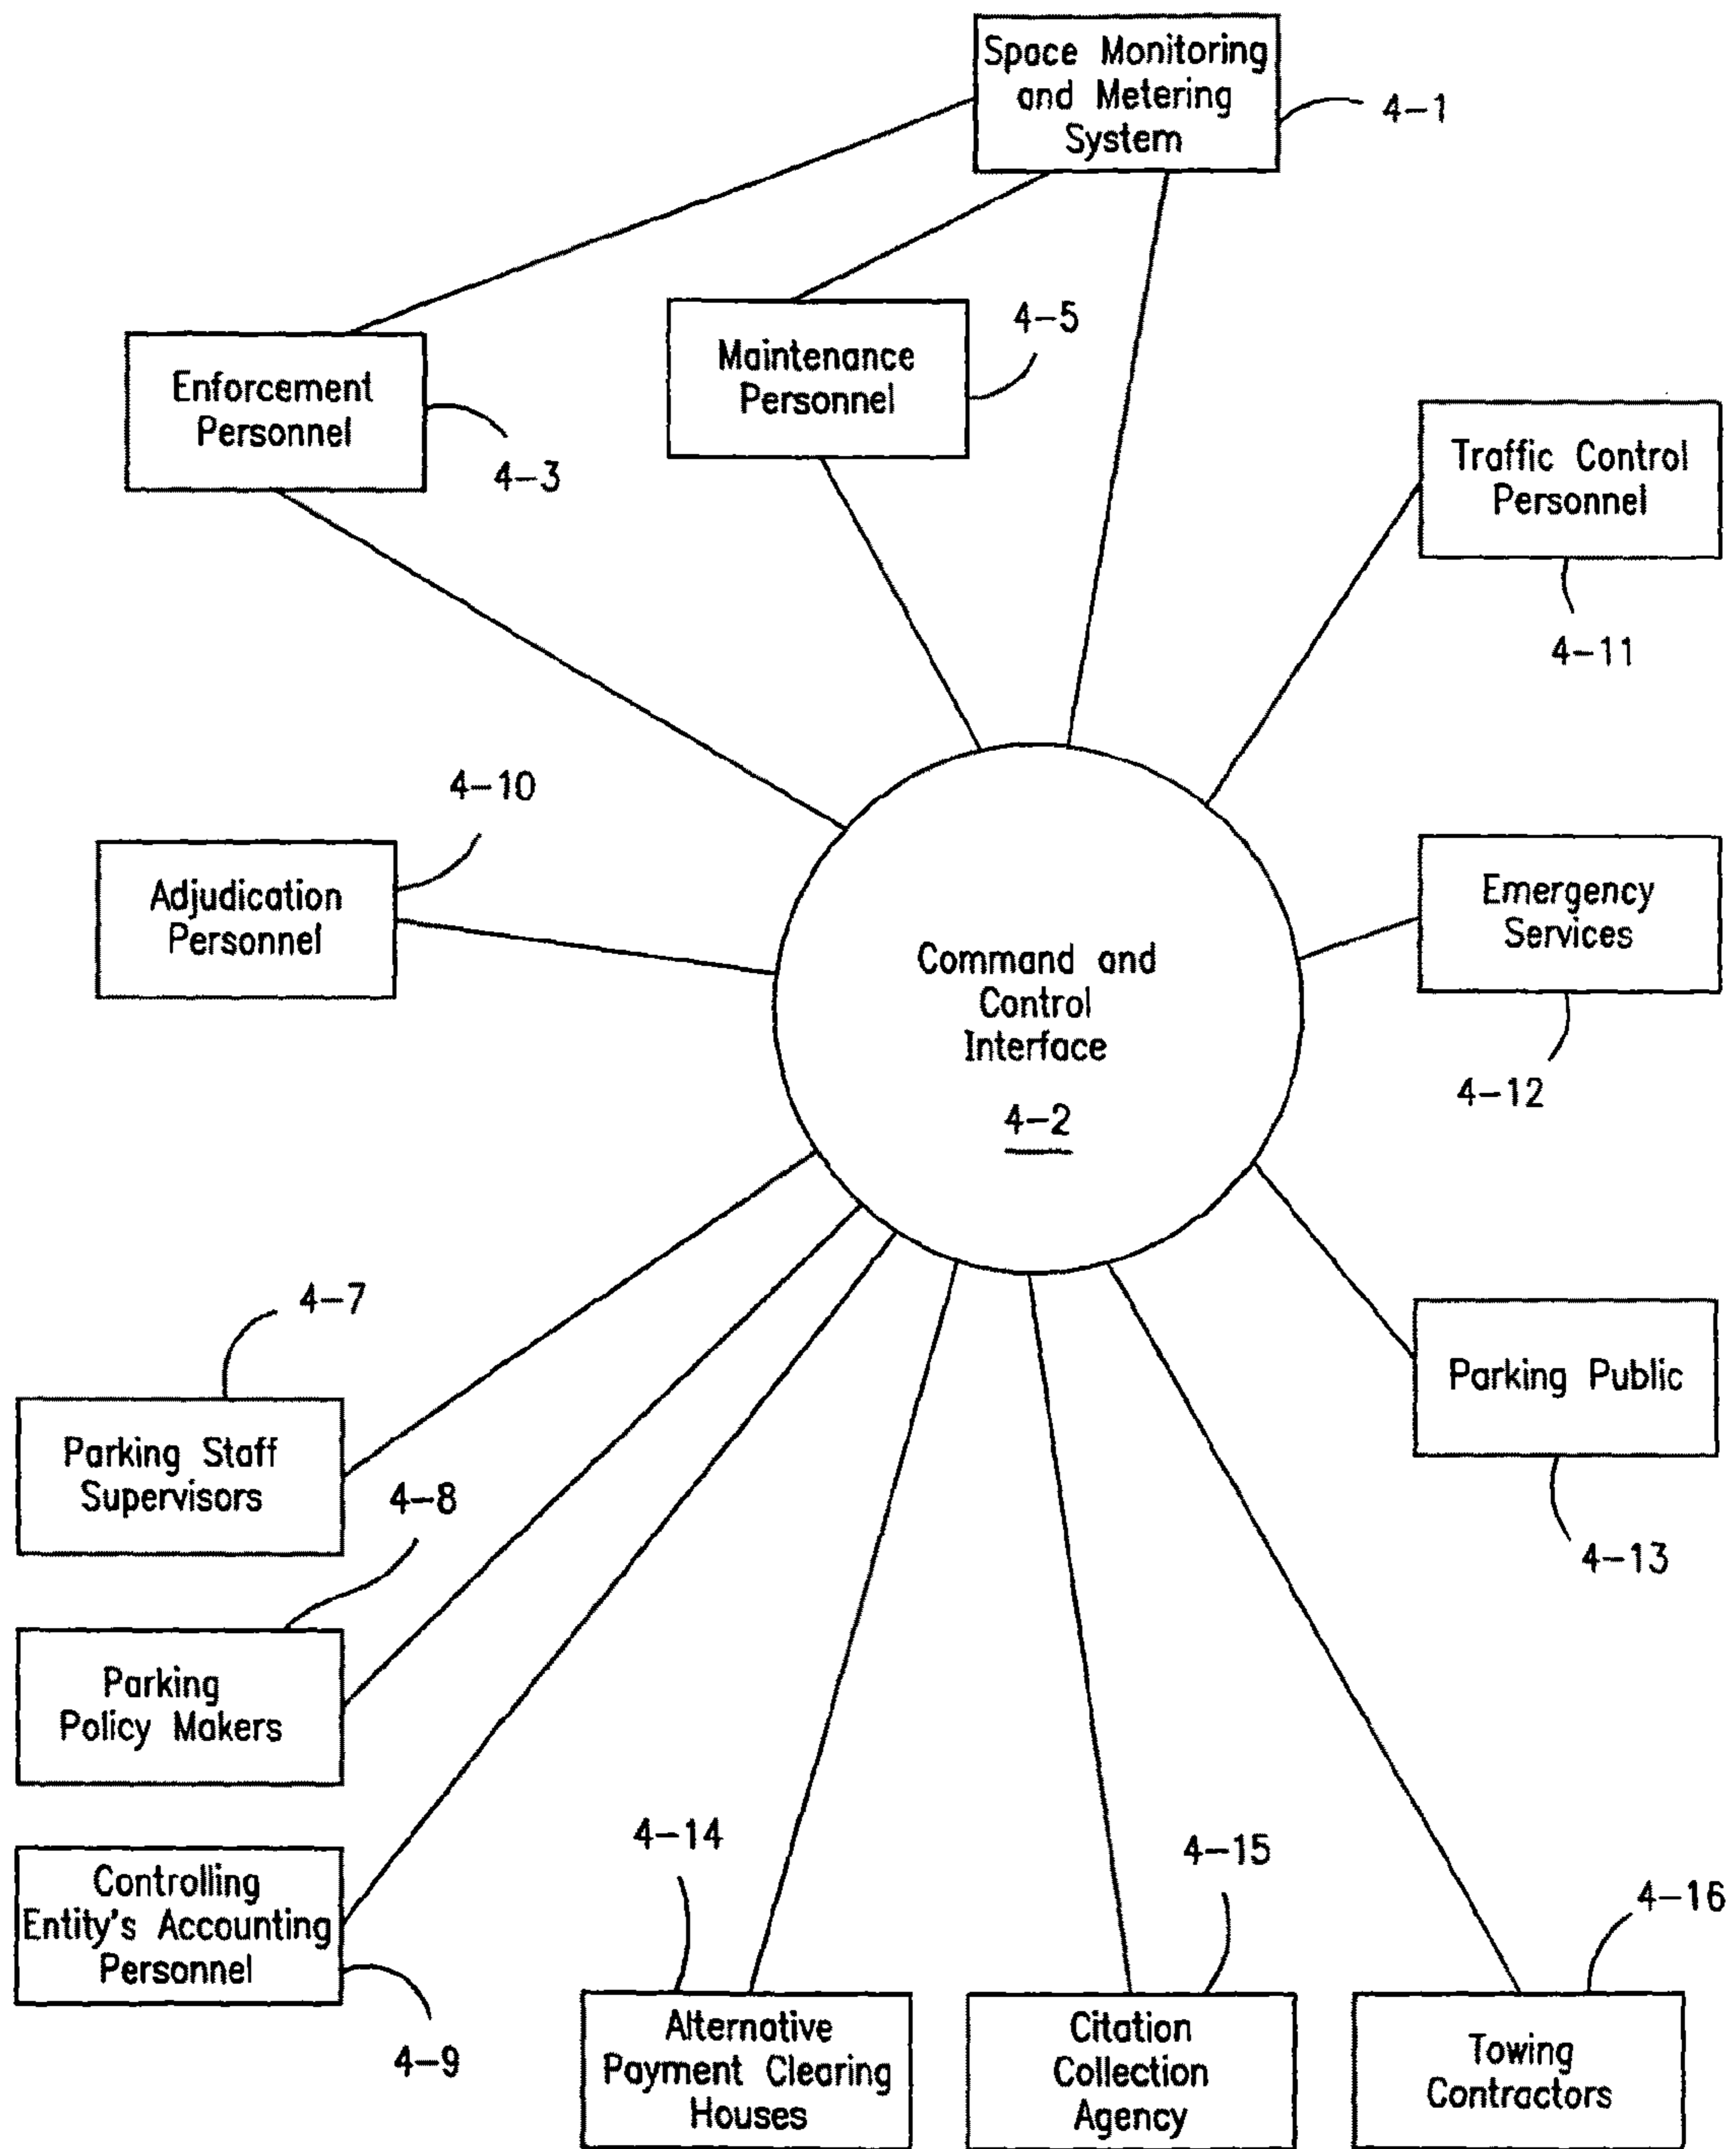 Space Monitoring
and Metering
System
4-1
Enforcement
Personnel
4-3
Maintenance
Personnel
4-5
Traffic Control
Personnel
4-11
Adjudication
Personnel
4-10
Command and
Control
Interface
4-2
Emergency
Services
4-12
Parking Public
4-13
4-7
Parking Staff
Supervisors
4-8
Parking
Policy Makers
Controlling
Entity's Accounting
Personnel
4-9
4-14
Alternative
Payment Clearing
Houses
4-15
Citation
Collection
Agency
4-16
Towing
Contractors